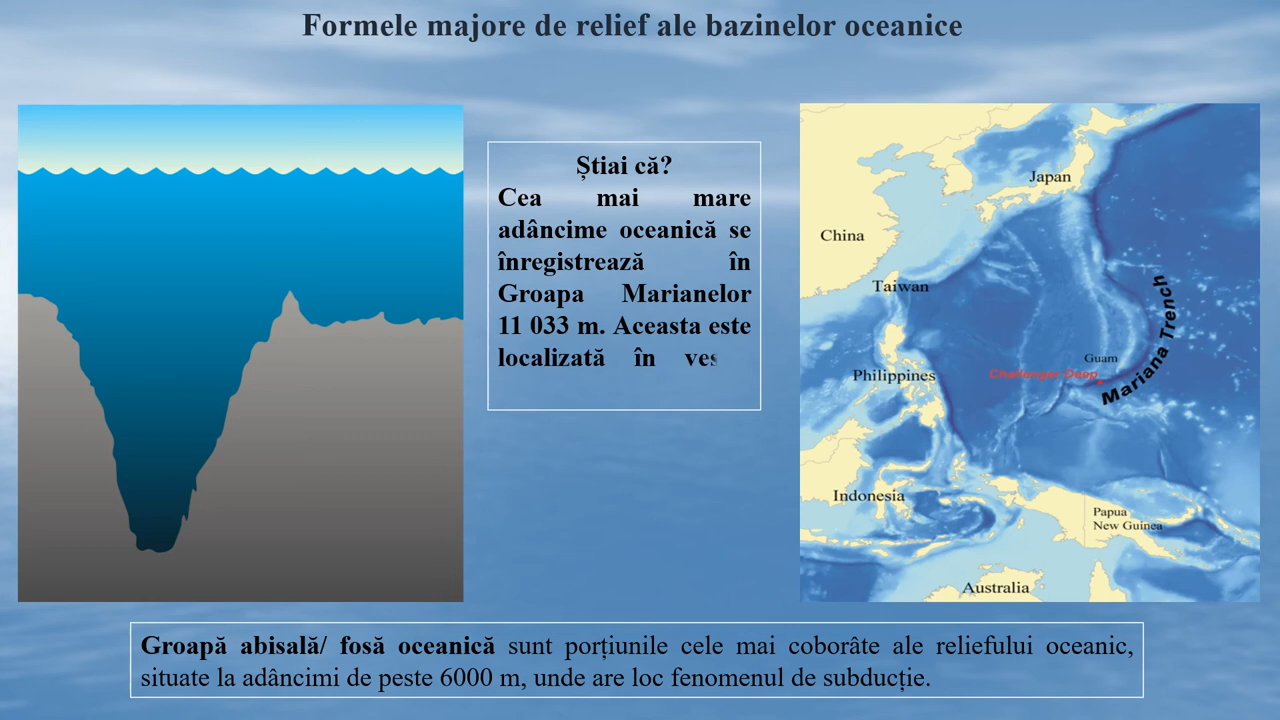 Formele majore de relief ale bazinelor oceanice
Știai că?
Cea mai mare
adâncime oceanică se
înregistrează în
Groapa Marianelor
11 033 m. Aceasta este
localizată în ves
Japan
China
Taiwan
Mariana Trench
Guam
Challenger Deep
Philippines
Indonesia
Papua
New Guinea
Australia
Groapă abisală/ fosă oceanică sunt porțiunile cele mai coborâte ale reliefului oceanic,
situate la adâncimi de peste 6000 m, unde are loc fenomenul de subducție.